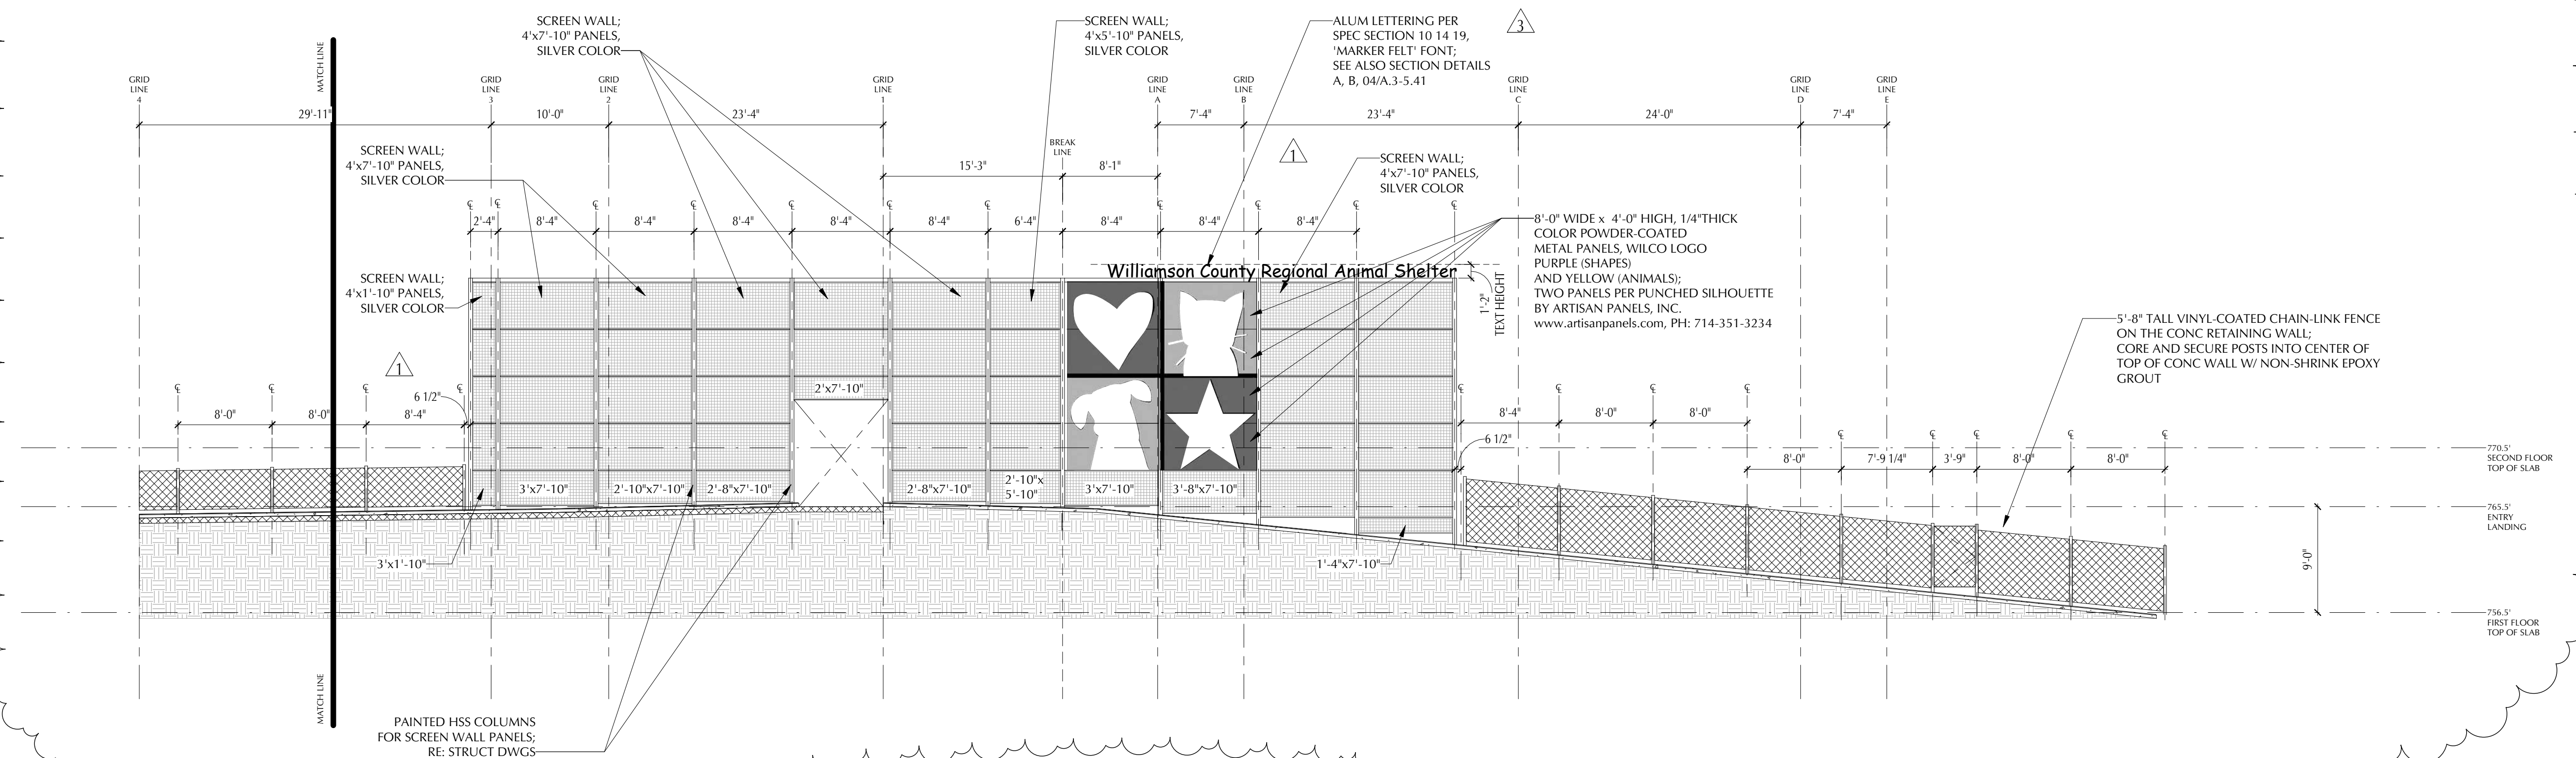 SCREEN WALL;
4'x7'-10" PANELS,
SILVER COLOR
SCREEN WALL;
4'x5'-10" PANELS,
SILVER COLOR
ALUM LETTERING PER
SPEC SECTION 10 14 19,
'MARKER FELT' FONT;
SEE ALSO SECTION DETAILS
A, B, 04/A.3-5.41
3
MATCH LINE
GRID
LINE
4
GRID
LINE
3
GRID
LINE
2
GRID
LINE
1
GRID
LINE
A
GRID
LINE
B
GRID
LINE
C
GRID
LINE
D
GRID
LINE
E
29'-11"
10'-0"
23'-4"
7'-4"
23'-4"
24'-0"
7'-4"
SCREEN WALL;
4'x7'-10" PANELS,
SILVER COLOR
BREAK
LINE
15'-3"
8'-1"
1
SCREEN WALL;
4'x7'-10" PANELS,
SILVER COLOR
2'-4"
8'-4"
8'-4"
8'-4"
8'-4"
8'-4"
6'-4"
8'-4"
8'-4"
8'-4"
8'-0" WIDE x 4'-0" HIGH, 1/4"THICK
COLOR POWDER-COATED
METAL PANELS, WILCO LOGO
PURPLE (SHAPES)
AND YELLOW (ANIMALS);
TWO PANELS PER PUNCHED SILHOUETTE
BY ARTISAN PANELS, INC.
www.artisanpanels.com, PH: 714-351-3234
SCREEN WALL;
4'x1'-10" PANELS,
SILVER COLOR
Williamson County Regional Animal Shelter
1'-2"
TEXT HEIGHT
5'-8" TALL VINYL-COATED CHAIN-LINK FENCE
ON THE CONC RETAINING WALL;
CORE AND SECURE POSTS INTO CENTER OF
TOP OF CONC WALL W/ NON-SHRINK EPOXY
GROUT
1
6 1/2"
2'x7'-10"
8'-0"
8'-0"
8'-4"
8'-4"
8'-0"
8'-0"
6 1/2"
8'-0"
7'-9 1/4"
3'-9"
8'-0"
8'-0"
770.5'
SECOND FLOOR
TOP OF SLAB
3'x7'-10"
2'-10"x7'-10"
2'-8"x7'-10"
2'-8"x7'-10"
2'-10"x
5'-10"
3'x7'-10"
3'-8"x7'-10"
765.5'
ENTRY
LANDING
3'x1'-10"
1'-4"x7'-10"
9'-0"
756.5'
FIRST FLOOR
TOP OF SLAB
MATCH LINE
PAINTED HSS COLUMNS
FOR SCREEN WALL PANELS;
RE: STRUCT DWGS